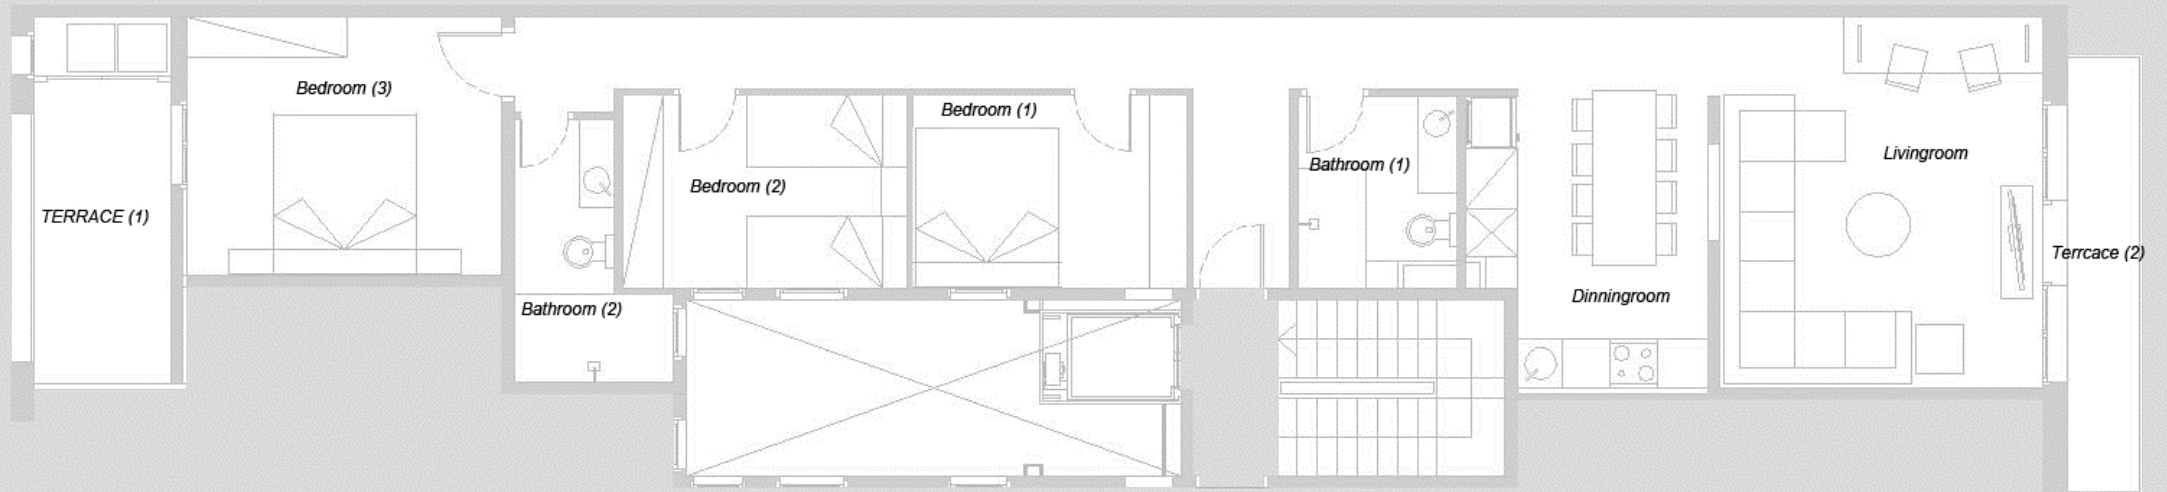 Bedroom (3)
Bedroom (1)
Livingroom
Bathroom (1)
Bedroom (2)
TERRACE (1)
Terrcace (2)
Dinningroom
Bathroom (2)